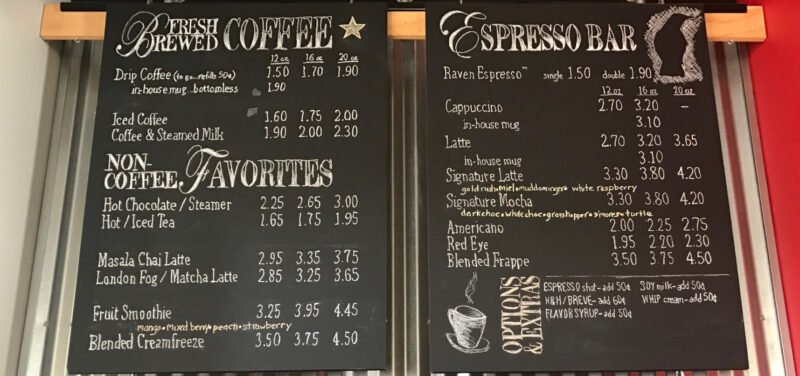 FRESH BREWED COFFEE
12 oz 16 oz 20 oz
Drip Coffee (to go...refills 50¢) 1.50 1.70 1.90
in-house mug...bottomless 1.90
Iced Coffee 1.60 1.75 2.00
Coffee & Steamed Milk 1.90 2.00 2.30
NON-COFFEE FAVORITES
Hot Chocolate / Steamer 2.25 2.65 3.00
Hot / Iced Tea 1.65 1.75 1.95
Masala Chai Latte 2.95 3.35 3.75
London Fog / Matcha Latte 2.85 3.25 3.65
Fruit Smoothie 3.25 3.95 4.45
mango • mixed berry • peach • strawberry
Blended Creamfreeze 3.50 3.75 4.50
ESPRESSO BAR
Raven Espresso™ single 1.50 double 1.90
12 oz 16 oz 20 oz
Cappuccino 2.70 3.20 –
in-house mug 3.10
Latte 2.70 3.20 3.65
in-house mug 3.10
Signature Latte 3.30 3.80 4.20
gold rush • miel • muddamingo • white raspberry
Signature Mocha 3.30 3.80 4.20
dark choc • white choc • grasshopper • s'mores • turtle
Americano 2.00 2.25 2.75
Red Eye 1.95 2.20 2.30
Blended Frappe 3.50 3.75 4.50
OPTIONS & EXTRAS
ESPRESSO shot – add 50¢ SOY milk – add 50¢
H&H / BREVE – add 60¢ WHIP cream – add 50¢
FLAVOR SYRUP – add 50¢